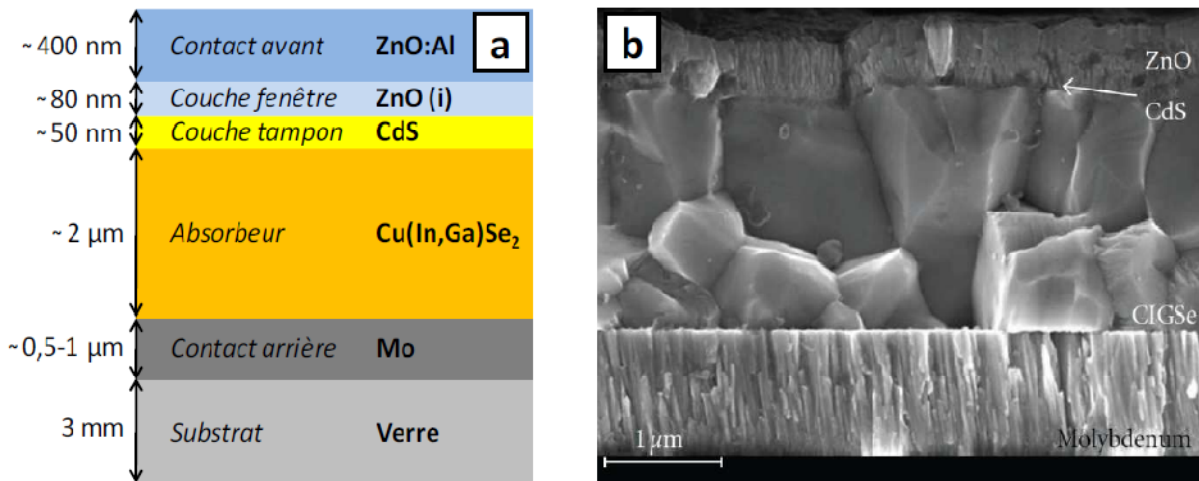 ~ 400 nm Contact avant ZnO:Al
~80 nm Couche fenêtre ZnO (i)
~50 nm Couche tampon CdS
~ 2 µm Absorbeur Cu(In,Ga)Se₂
~0,5-1 µm Contact arrière Mo
3 mm Substrat Verre
a
b
ZnO
CdS
CIGSe
Molybdenum
1 µm